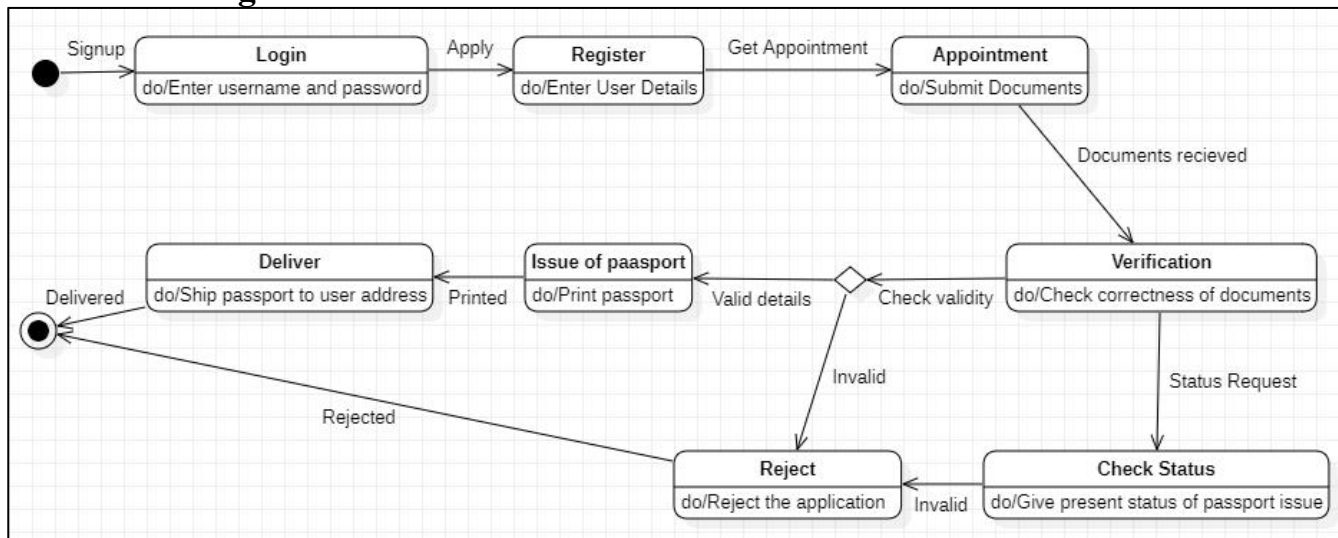 Signup
Login
do/Enter username and password
Apply
Register
do/Enter User Details
Get Appointment
Appointment
do/Submit Documents
Documents recieved
Verification
do/Check correctness of documents
Check validity
Valid details
Issue of paasport
do/Print passport
Printed
Deliver
do/Ship passport to user address
Delivered
Invalid
Status Request
Rejected
Reject
do/Reject the application
Invalid
Check Status
do/Give present status of passport issue